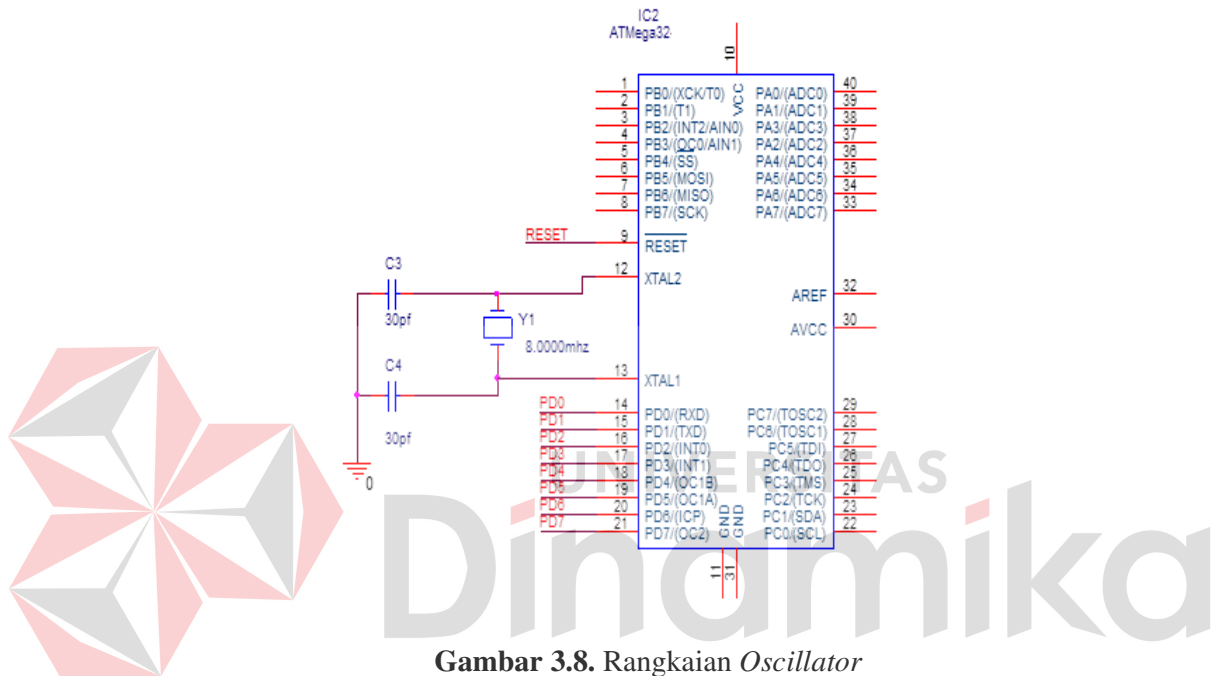 IC2
ATMega32
10
VCC
1 PB0/(XCK/T0)
2 PB1/(T1)
3 PB2/(INT2/AIN0)
4 PB3/(OC0/AIN1)
5 PB4/(SS)
6 PB5/(MOSI)
7 PB6/(MISO)
8 PB7/(SCK)
PA0/(ADC0) 40
PA1/(ADC1) 39
PA3/(ADC3) 38
PA2/(ADC2) 37
PA4/(ADC4) 36
PA5/(ADC5) 35
PA6/(ADC6) 34
PA7/(ADC7) 33
RESET 9 RESET
12 XTAL2
AREF 32
AVCC 30
C3
30pf
Y1
8.0000mhz
C4
30pf
0
13 XTAL1
PD0 14 PD0/(RXD)
PD1 15 PD1/(TXD)
PD2 16 PD2/(INT0)
PD3 17 PD3/(INT1)
PD4 18 PD4/(OC1B)
PD5 19 PD5/(OC1A)
PD6 20 PD6/(ICP)
PD7 21 PD7/(OC2)
PC7/(TOSC2) 29
PC6/(TOSC1) 28
PC5/(TDI) 27
PC4/(TDO) 26
PC3/(TMS) 25
PC2/(TCK) 24
PC1/(SDA) 23
PC0/(SCL) 22
GND
GND
11
31
UNIVERSITAS
Dinamika
Gambar 3.8. Rangkaian Oscillator